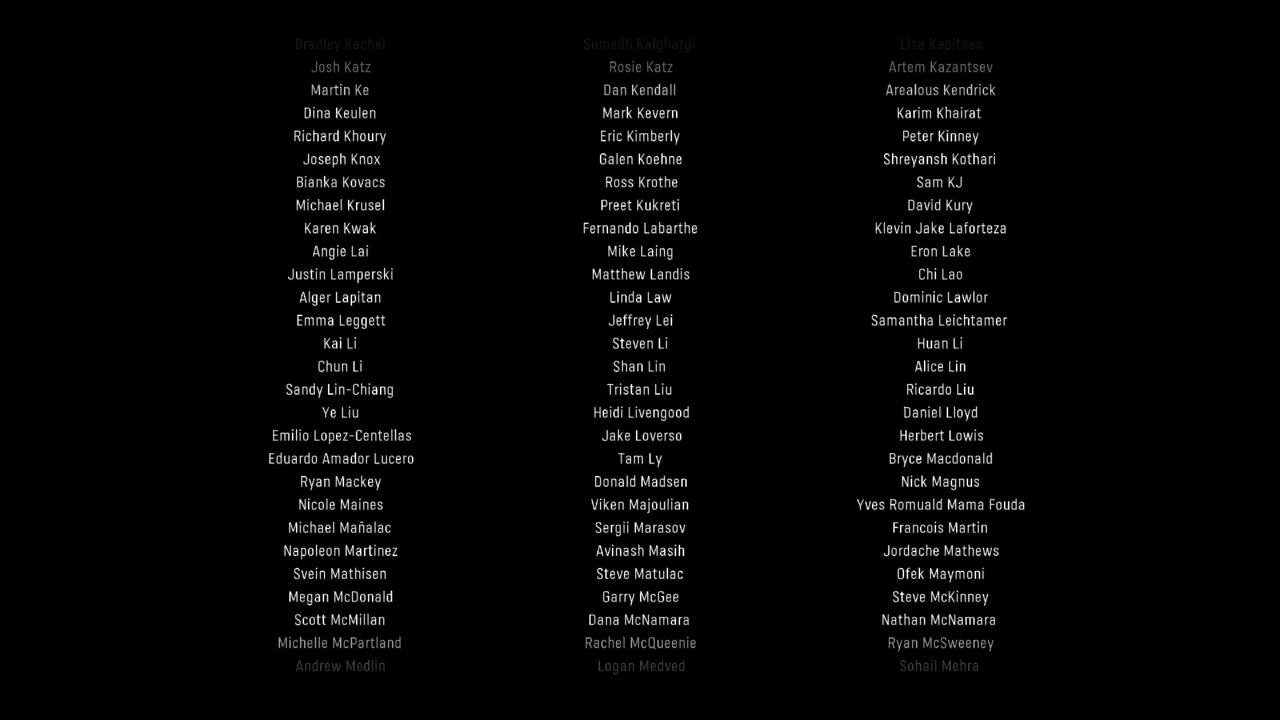 Bradley Kachel Sumedh Kalghatgi Lisa Kapitsas
Josh Katz Rosie Katz Artem Kazantsev
Martin Ke Dan Kendall Arealous Kendrick
Dina Keulen Mark Kevern Karim Khairat
Richard Khoury Eric Kimberly Peter Kinney
Joseph Knox Galen Koehne Shreyansh Kothari
Bianka Kovacs Ross Krothe Sam KJ
Michael Krusel Preet Kukreti David Kury
Karen Kwak Fernando Labarthe Klevin Jake Laforteza
Angie Lai Mike Laing Eron Lake
Justin Lamperski Matthew Landis Chi Lao
Alger Lapitan Linda Law Dominic Lawlor
Emma Leggett Jeffrey Lei Samantha Leichtamer
Kai Li Steven Li Huan Li
Chun Li Shan Lin Alice Lin
Sandy Lin-Chiang Tristan Liu Ricardo Liu
Ye Liu Heidi Livengood Daniel Lloyd
Emilio Lopez-Centellas Jake Loverso Herbert Lowis
Eduardo Amador Lucero Tam Ly Bryce Macdonald
Ryan Mackey Donald Madsen Nick Magnus
Nicole Maines Viken Majoulian Yves Romuald Mama Fouda
Michael Mañalac Sergii Marasov Francois Martin
Napoleon Martinez Avinash Masih Jordache Mathews
Svein Mathisen Steve Matulac Ofek Maymoni
Megan McDonald Garry McGee Steve McKinney
Scott McMillan Dana McNamara Nathan McNamara
Michelle McPartland Rachel McQueenie Ryan McSweeney
Andrew Medlin Logan Medved Sohail Mehra